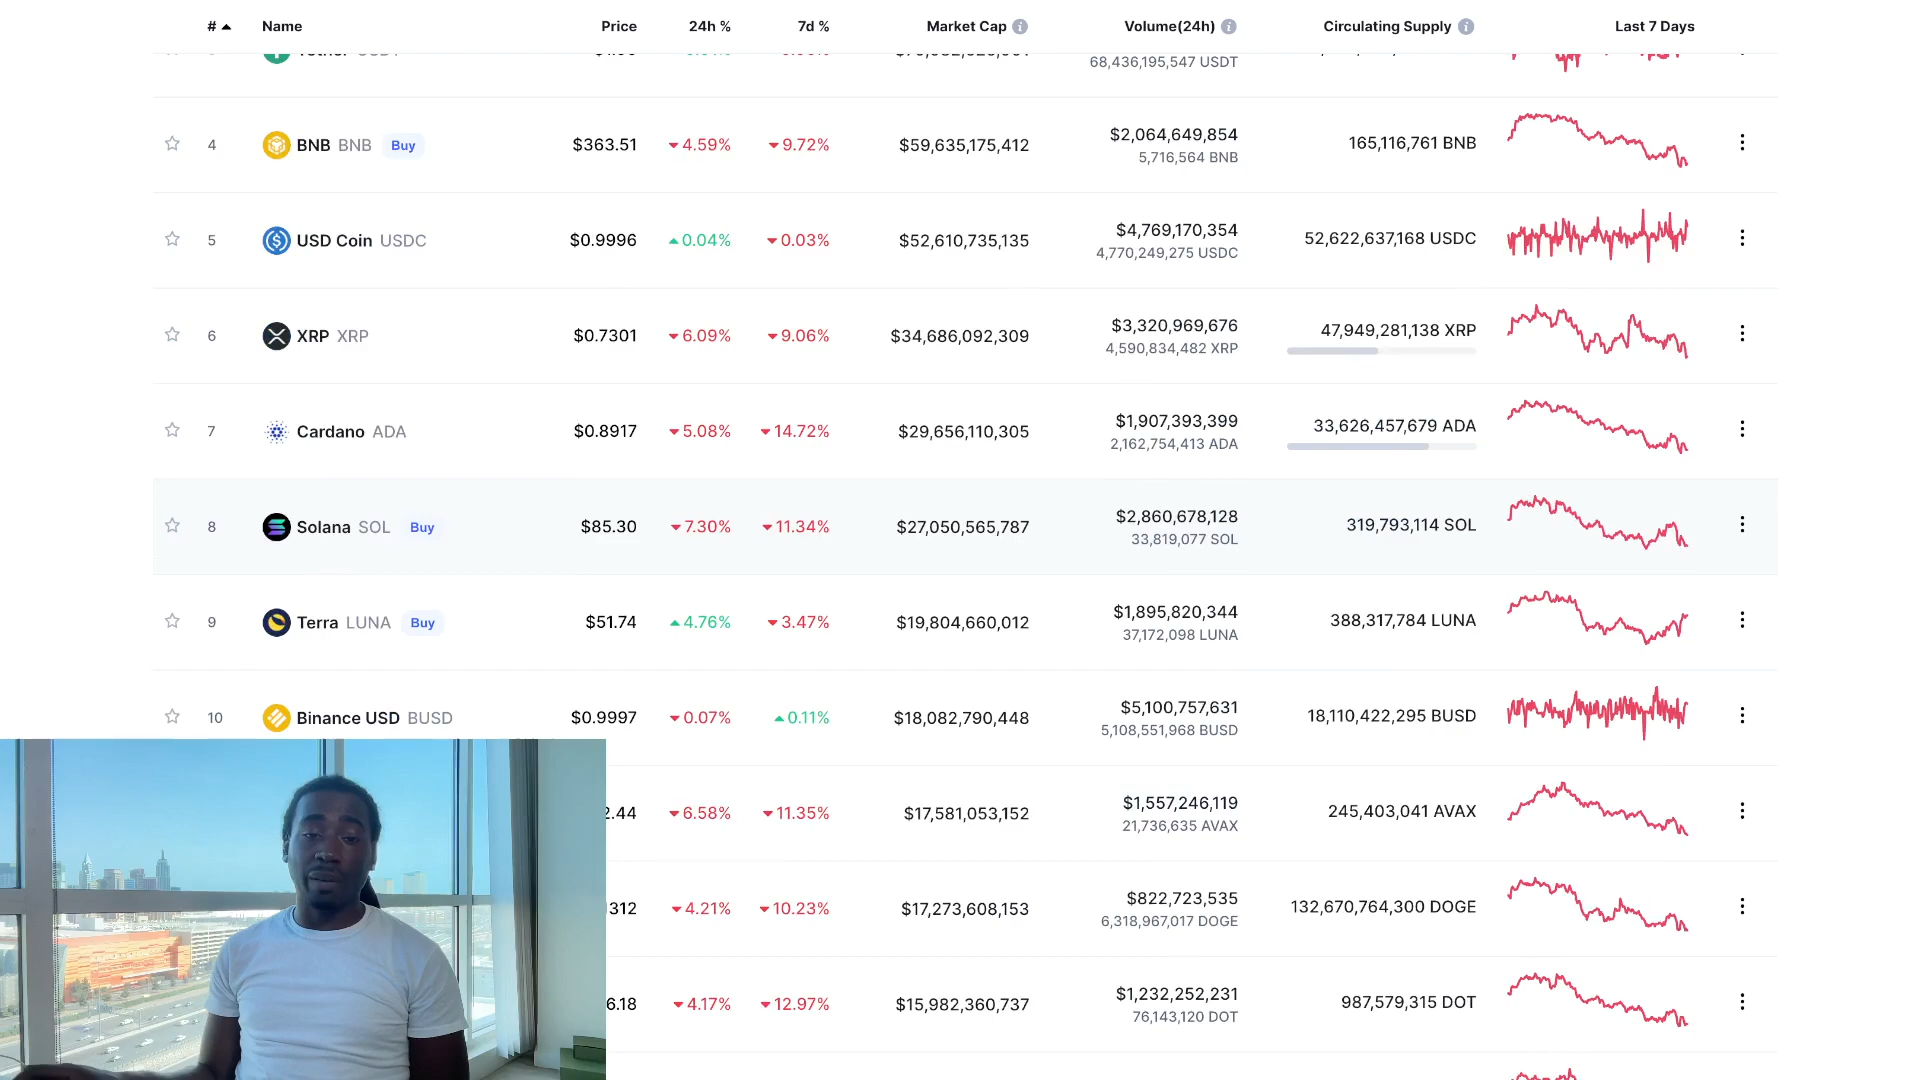 # Name Price 24h % 7d % Market Cap Volume(24h) Circulating Supply Last 7 Days
68,436,195,547 USDT
4 BNB BNB Buy $363.51 4.59% 9.72% $59,635,175,412 $2,064,649,854 165,116,761 BNB
5,716,564 BNB
5 USD Coin USDC $0.9996 0.04% 0.03% $52,610,735,135 $4,769,170,354 52,622,637,168 USDC
4,770,249,275 USDC
6 XRP XRP $0.7301 6.09% 9.06% $34,686,092,309 $3,320,969,676 47,949,281,138 XRP
4,590,834,482 XRP
7 Cardano ADA $0.8917 5.08% 14.72% $29,656,110,305 $1,907,393,399 33,626,457,679 ADA
2,162,754,413 ADA
8 Solana SOL Buy $85.30 7.30% 11.34% $27,050,565,787 $2,860,678,128 319,793,114 SOL
33,819,077 SOL
9 Terra LUNA Buy $51.74 4.76% 3.47% $19,804,660,012 $1,895,820,344 388,317,784 LUNA
37,172,098 LUNA
10 Binance USD BUSD $0.9997 0.07% 0.11% $18,082,790,448 $5,100,757,631 18,110,422,295 BUSD
5,108,551,968 BUSD
2.44 6.58% 11.35% $17,581,053,152 $1,557,246,119 245,403,041 AVAX
21,736,635 AVAX
312 4.21% 10.23% $17,273,608,153 $822,723,535 132,670,764,300 DOGE
6,318,967,017 DOGE
6.18 4.17% 12.97% $15,982,360,737 $1,232,252,231 987,579,315 DOT
76,143,120 DOT